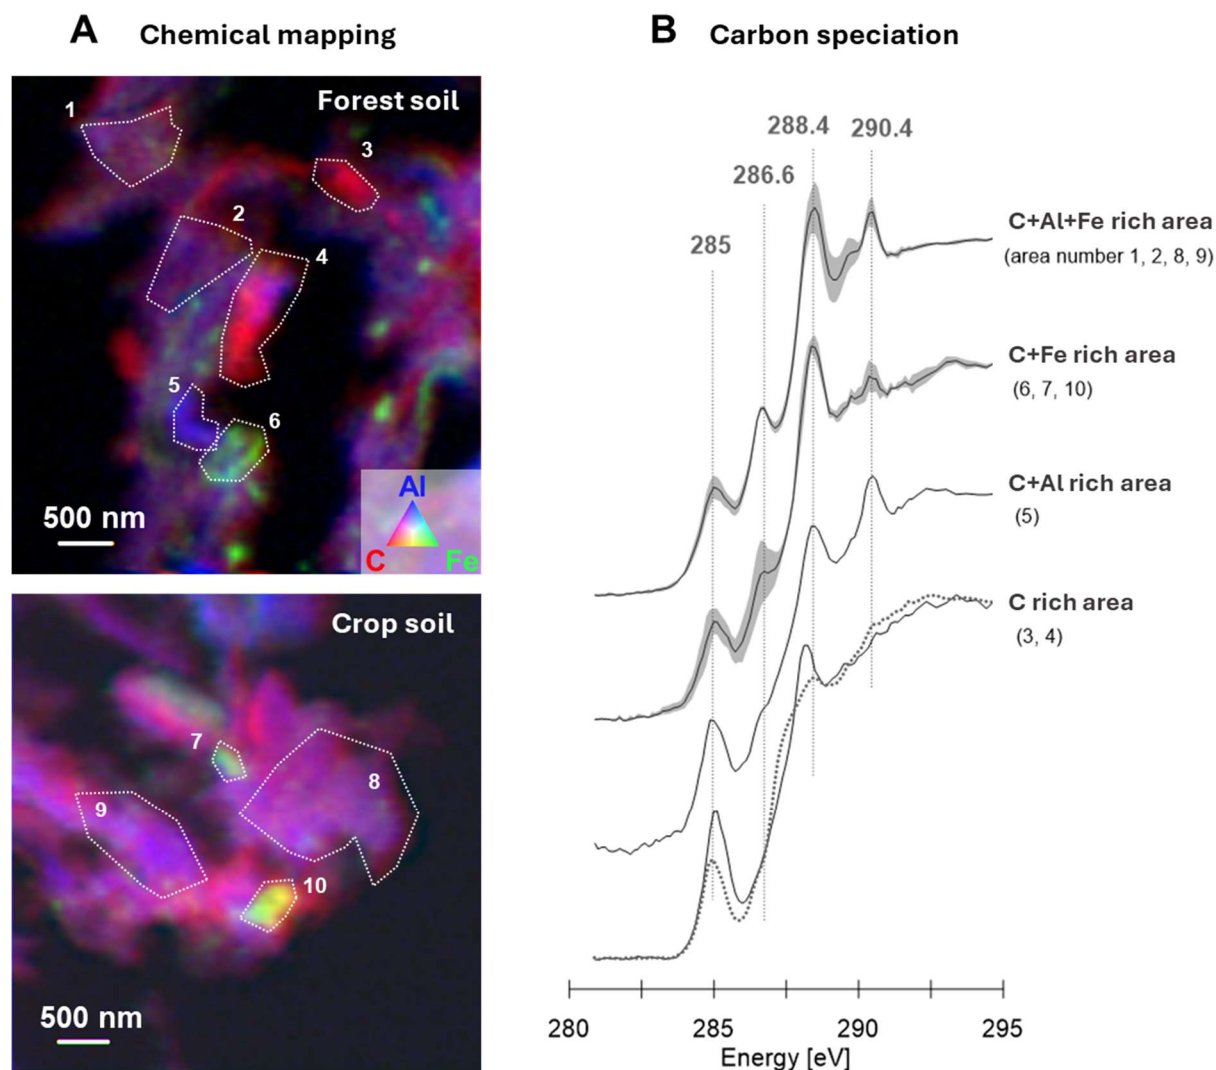 A Chemical mapping
Forest soil
1
3
2
4
5
6
500 nm
Al
C
Fe
Crop soil
7
8
9
10
500 nm
B Carbon speciation
288.4
290.4
286.6
285
C+Al+Fe rich area
(area number 1, 2, 8, 9)
C+Fe rich area
(6, 7, 10)
C+Al rich area
(5)
C rich area
(3, 4)
280 285 290 295
Energy [eV]